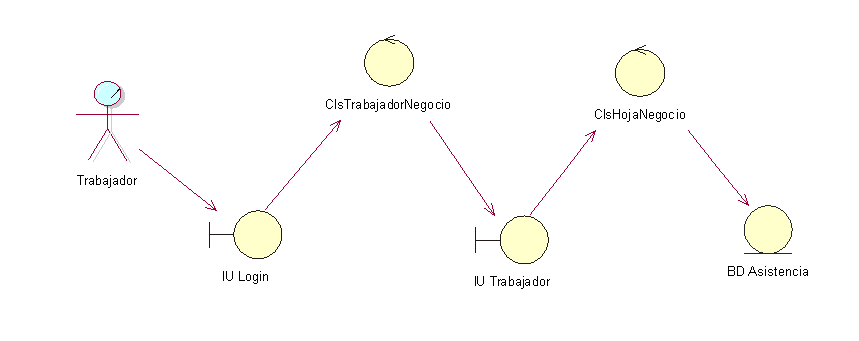 ClsTrabajadorNegocio
ClsHojaNegocio
Trabajador
IU Login
IU Trabajador
BD Asistencia